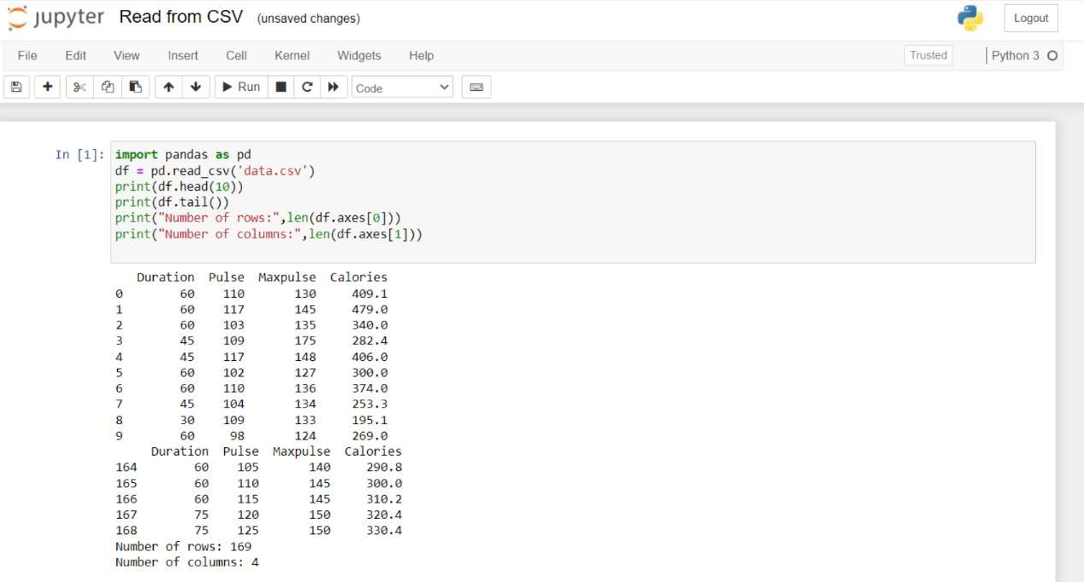 jupyter Read from CSV (unsaved changes) Logout
File Edit View Insert Cell Kernel Widgets Help Trusted Python 3
Run Code
In [1]: import pandas as pd
df = pd.read_csv('data.csv')
print(df.head(10))
print(df.tail())
print("Number of rows:",len(df.axes[0]))
print("Number of columns:",len(df.axes[1]))
Duration Pulse Maxpulse Calories
0 60 110 130 409.1
1 60 117 145 479.0
2 60 103 135 340.0
3 45 109 175 282.4
4 45 117 148 406.0
5 60 102 127 300.0
6 60 110 136 374.0
7 45 104 134 253.3
8 30 109 133 195.1
9 60 98 124 269.0
Duration Pulse Maxpulse Calories
164 60 105 140 290.8
165 60 110 145 300.0
166 60 115 145 310.2
167 75 120 150 320.4
168 75 125 150 330.4
Number of rows: 169
Number of columns: 4